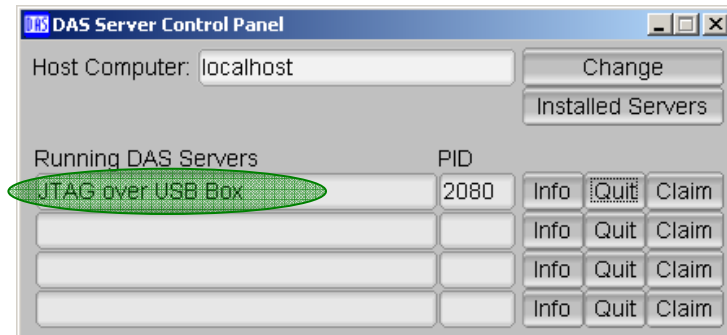 DAS DAS Server Control Panel
Host Computer: localhost Change
Installed Servers
Running DAS Servers PID
JTAG over USB Box 2080 Info Quit Claim
Info Quit Claim
Info Quit Claim
Info Quit Claim